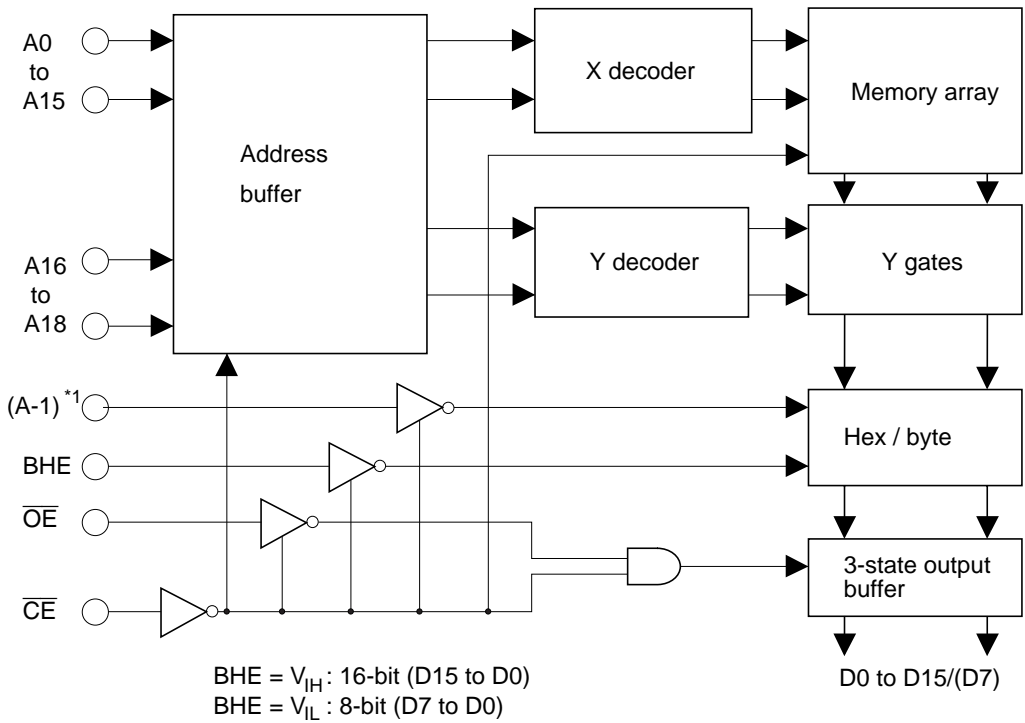 A0
to
A15
A16
to
A18
(A-1) *1
BHE
OE
CE
Address
buffer
X decoder
Y decoder
Memory array
Y gates
Hex / byte
3-state output
buffer
D0 to D15/(D7)
BHE = VIH : 16-bit (D15 to D0)
BHE = VIL : 8-bit (D7 to D0)